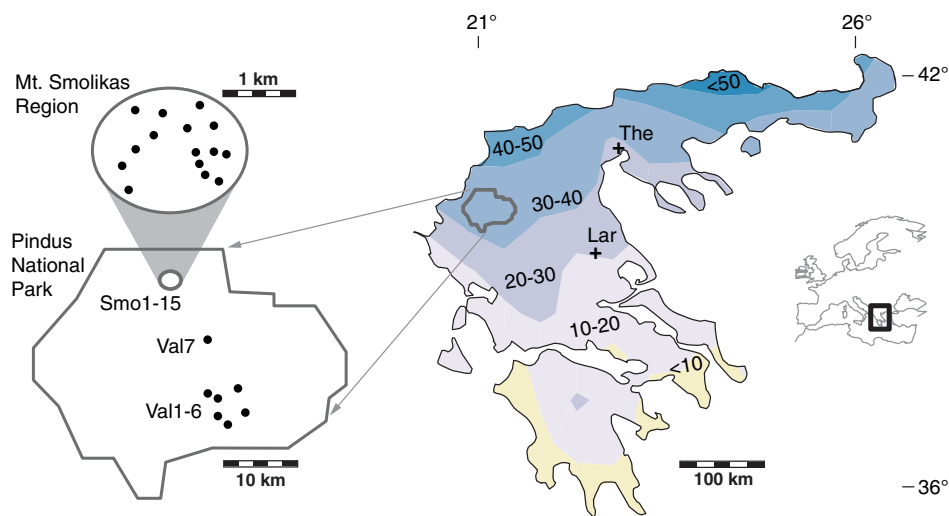 21°
26°
42°
Mt. Smolikas
Region
1 km
<50
The
40-50
30-40
Pindus
National
Park
Smo1-15
Lar
20-30
10-20
Val7
<10
Val1-6
10 km
100 km
36°